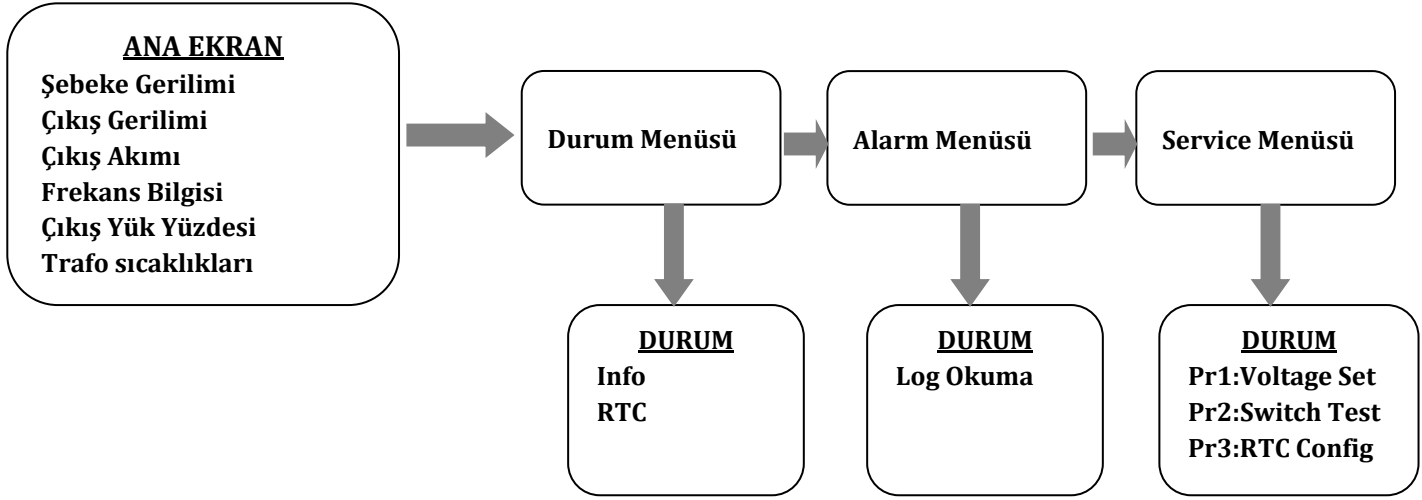 ANA EKRAN
Şebeke Gerilimi
Çıkış Gerilimi
Çıkış Akımı
Frekans Bilgisi
Çıkış Yük Yüzdesi
Trafo sıcaklıkları
Durum Menüsü
Alarm Menüsü
Service Menüsü
DURUM
Info
RTC
DURUM
Log Okuma
DURUM
Pr1:Voltage Set
Pr2:Switch Test
Pr3:RTC Config